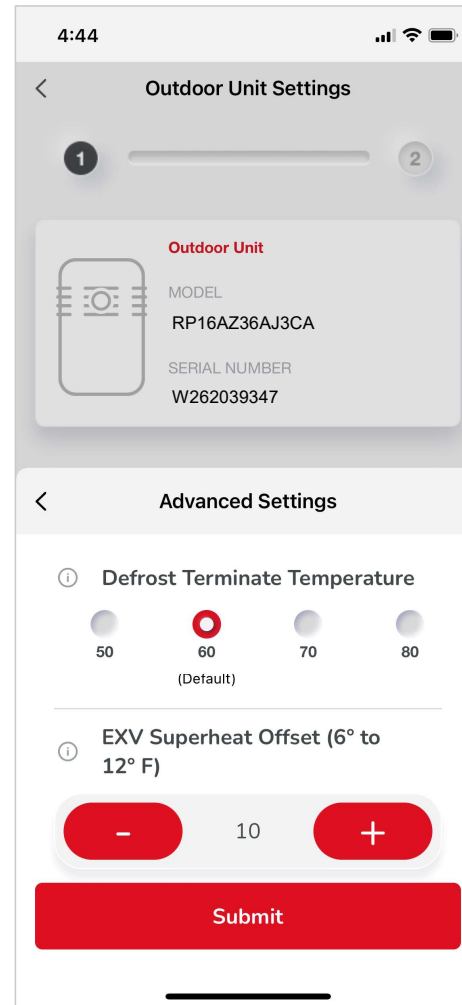 4:44
Outdoor Unit Settings
1
2
Outdoor Unit
MODEL
RP16AZ36AJ3CA
SERIAL NUMBER
W262039347
Advanced Settings
Defrost Terminate Temperature
50 60 70 80
(Default)
EXV Superheat Offset (6° to
12° F)
- 10 +
Submit